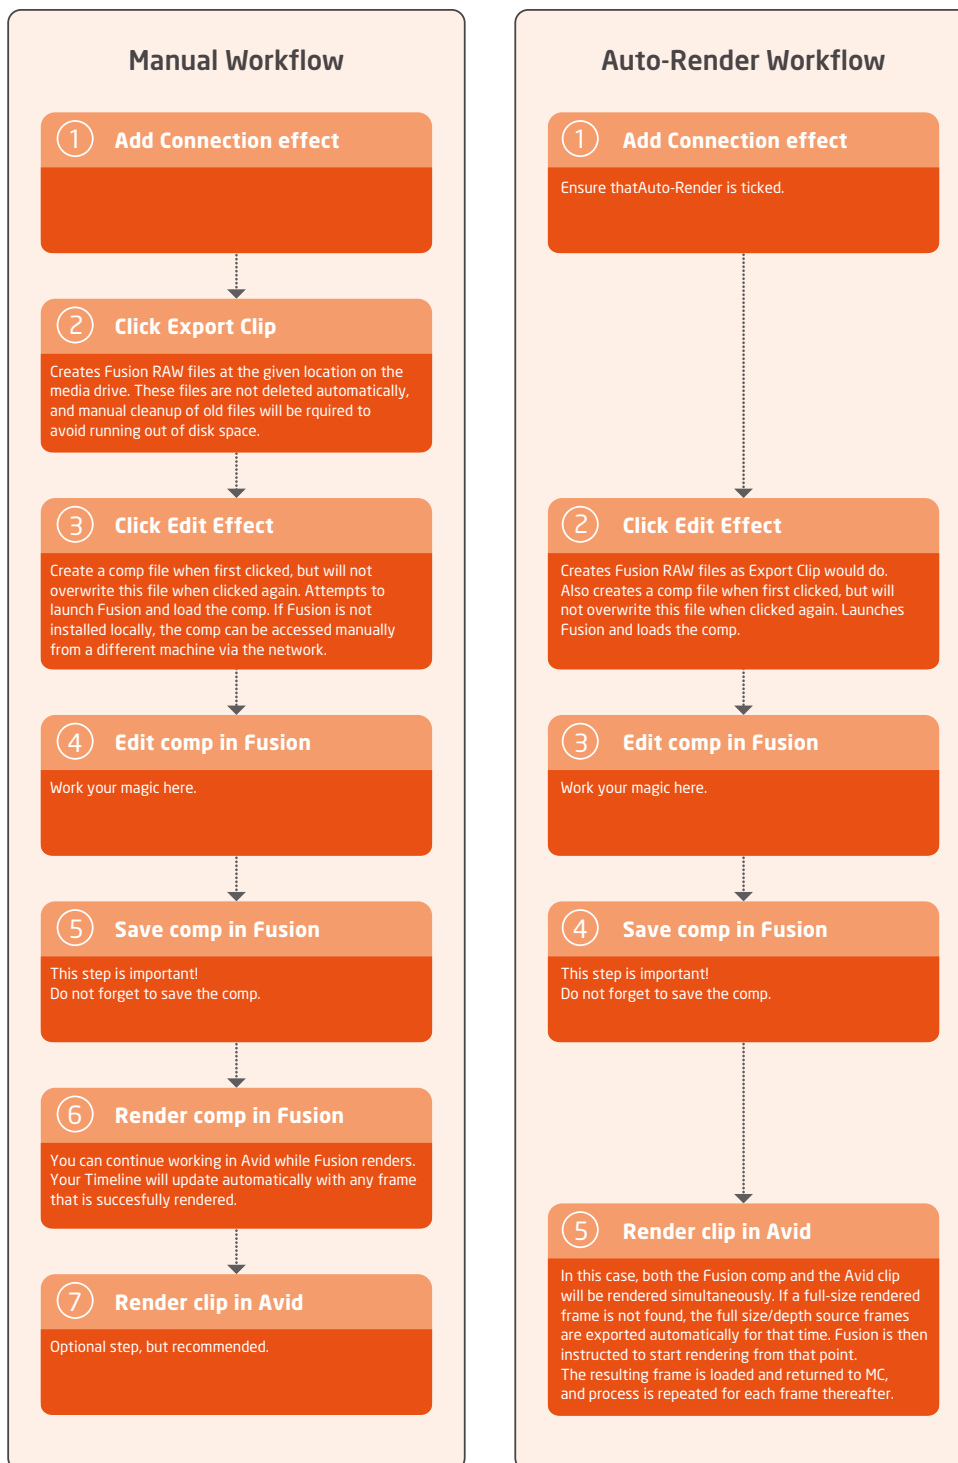 Manual Workflow
1 Add Connection effect
2 Click Export Clip
Creates Fusion RAW files at the given location on the
media drive. These files are not deleted automatically,
and manual cleanup of old files will be rquired to
avoid running out of disk space.
3 Click Edit Effect
Create a comp file when first clicked, but will not
overwrite this file when clicked again. Attempts to
launch Fusion and load the comp. If Fusion is not
installed locally, the comp can be accessed manually
from a different machine via the network.
4 Edit comp in Fusion
Work your magic here.
5 Save comp in Fusion
This step is important!
Do not forget to save the comp.
6 Render comp in Fusion
You can continue working in Avid while Fusion renders.
Your Timeline will update automatically with any frame
that is succesfully rendered.
7 Render clip in Avid
Optional step, but recommended.
Auto-Render Workflow
1 Add Connection effect
Ensure thatAuto-Render is ticked.
2 Click Edit Effect
Creates Fusion RAW files as Export Clip would do.
Also creates a comp file when first clicked, but will
not overwrite this file when clicked again. Launches
Fusion and loads the comp.
3 Edit comp in Fusion
Work your magic here.
4 Save comp in Fusion
This step is important!
Do not forget to save the comp.
5 Render clip in Avid
In this case, both the Fusion comp and the Avid clip
will be rendered simultaneously. If a full-size rendered
frame is not found, the full size/depth source frames
are exported automatically for that time. Fusion is then
instructed to start rendering from that point.
The resulting frame is loaded and returned to MC,
and process is repeated for each frame thereafter.